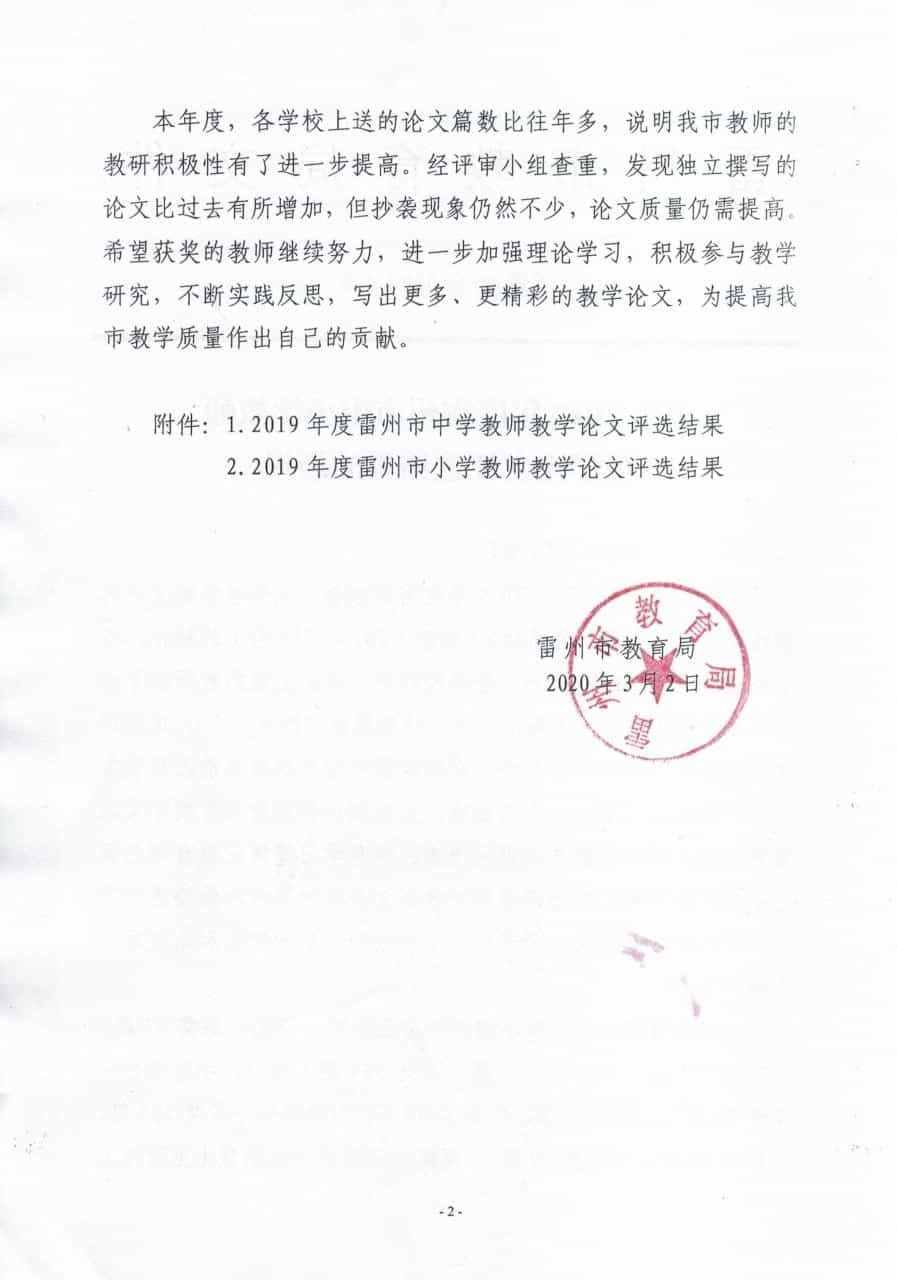 本年度，各学校上送的论文篇数比往年多，说明我市教师的
教研积极性有了进一步提高。经评审小组查重，发现独立撰写的
论文比过去有所增加，但抄袭现象仍然不少，论文质量仍需提高。
希望获奖的教师继续努力，进一步加强理论学习，积极参与教学
研究，不断实践反思，写出更多、更精彩的教学论文，为提高我
市教学质量作出自己的贡献。
附件：1.2019 年度雷州市中学教师教学论文评选结果
2.2019 年度雷州市小学教师教学论文评选结果
雷州市教育局
2020年3月2日
雷州市教育局
- 2 -